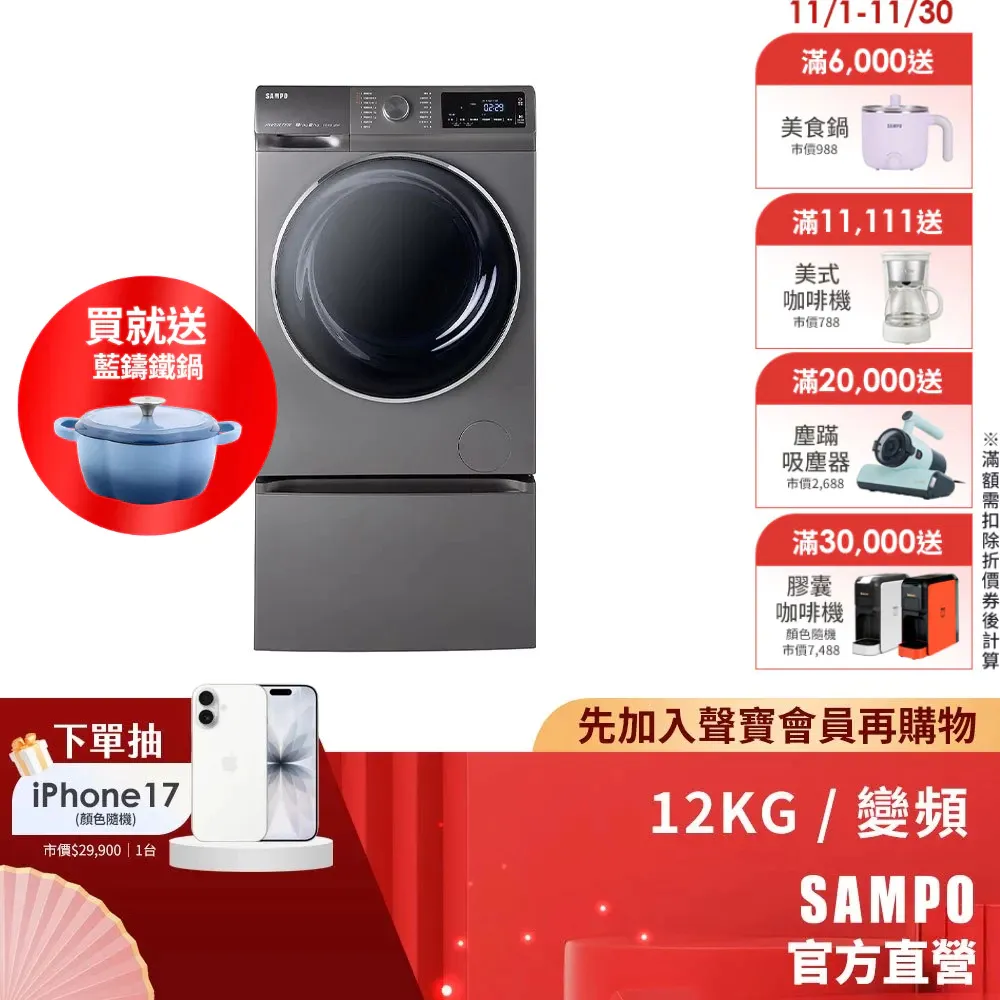 11/1-11/30
滿6,000送
美食鍋
市價988
SAMPO
滿11,111送
美式
咖啡機
市價788
滿20,000送
塵蹣
吸塵器
市價2,688
滿30,000送
膠囊
咖啡機
顏色隨機
市價7,488
※滿額需扣除折價券後計算
SAMPO
02:29
買就送
藍鑄鐵鍋
下單抽
iPhone17
(顏色隨機)
市價$29,900｜1台
先加入聲寶會員再購物
12KG / 變頻
SAMPO
官方直營